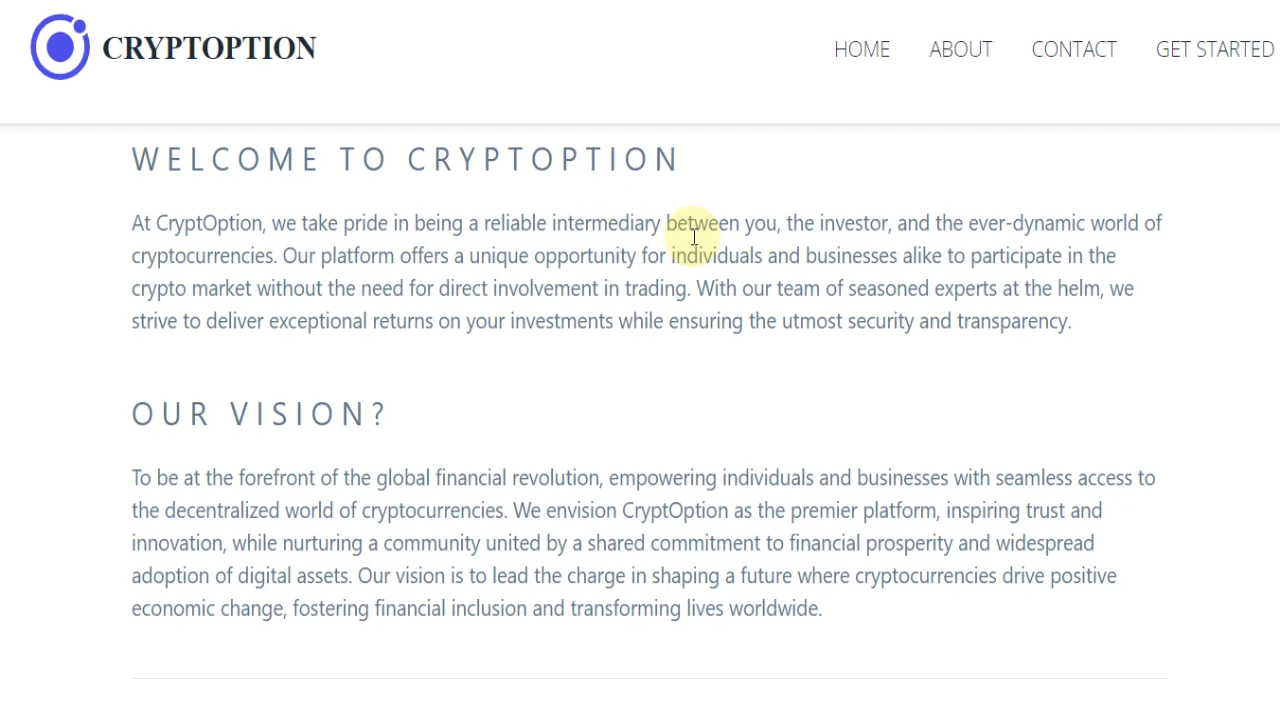 CRYPTOPTION
HOME ABOUT CONTACT GET STARTED
WELCOME TO CRYPTOPTION
At CryptOption, we take pride in being a reliable intermediary between you, the investor, and the ever-dynamic world of
cryptocurrencies. Our platform offers a unique opportunity for individuals and businesses alike to participate in the
crypto market without the need for direct involvement in trading. With our team of seasoned experts at the helm, we
strive to deliver exceptional returns on your investments while ensuring the utmost security and transparency.
OUR VISION?
To be at the forefront of the global financial revolution, empowering individuals and businesses with seamless access to
the decentralized world of cryptocurrencies. We envision CryptOption as the premier platform, inspiring trust and
innovation, while nurturing a community united by a shared commitment to financial prosperity and widespread
adoption of digital assets. Our vision is to lead the charge in shaping a future where cryptocurrencies drive positive
economic change, fostering financial inclusion and transforming lives worldwide.